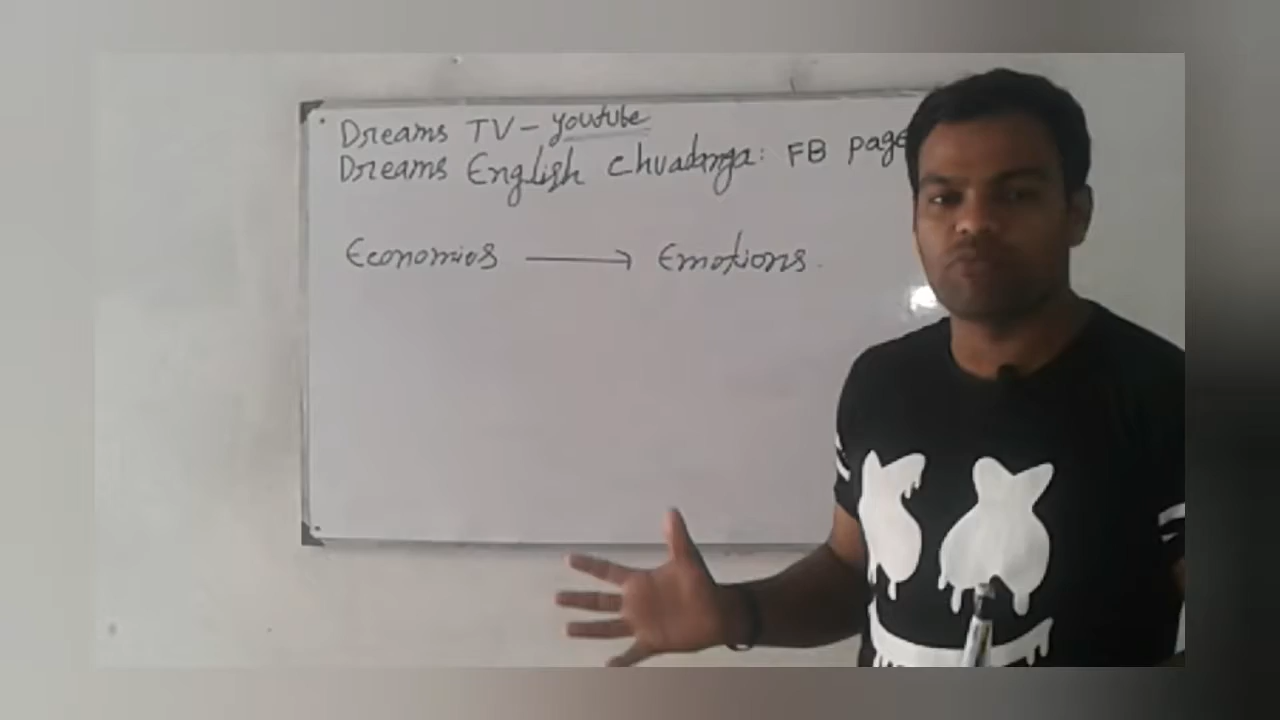 Dreams TV - youtube
Dreams English Chuadanga: FB page
Economics → Emotions.